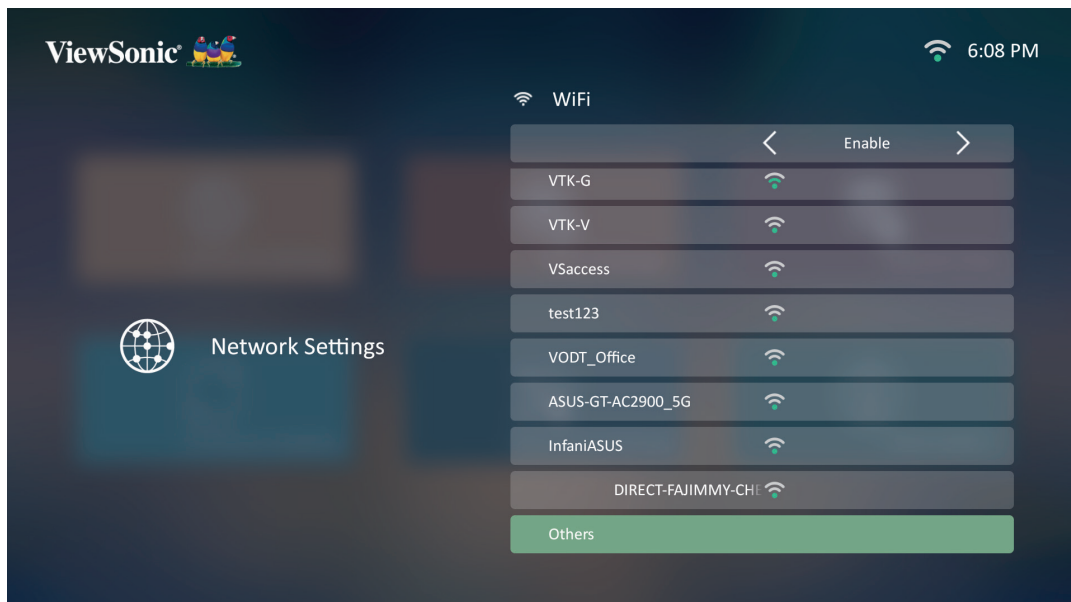 ViewSonic®
6:08 PM
WiFi
Enable
VTK-G
VTK-V
VSaccess
test123
Network Settings
VODT_Office
ASUS-GT-AC2900_5G
InfaniASUS
DIRECT-FAJIMMY-CHE
Others